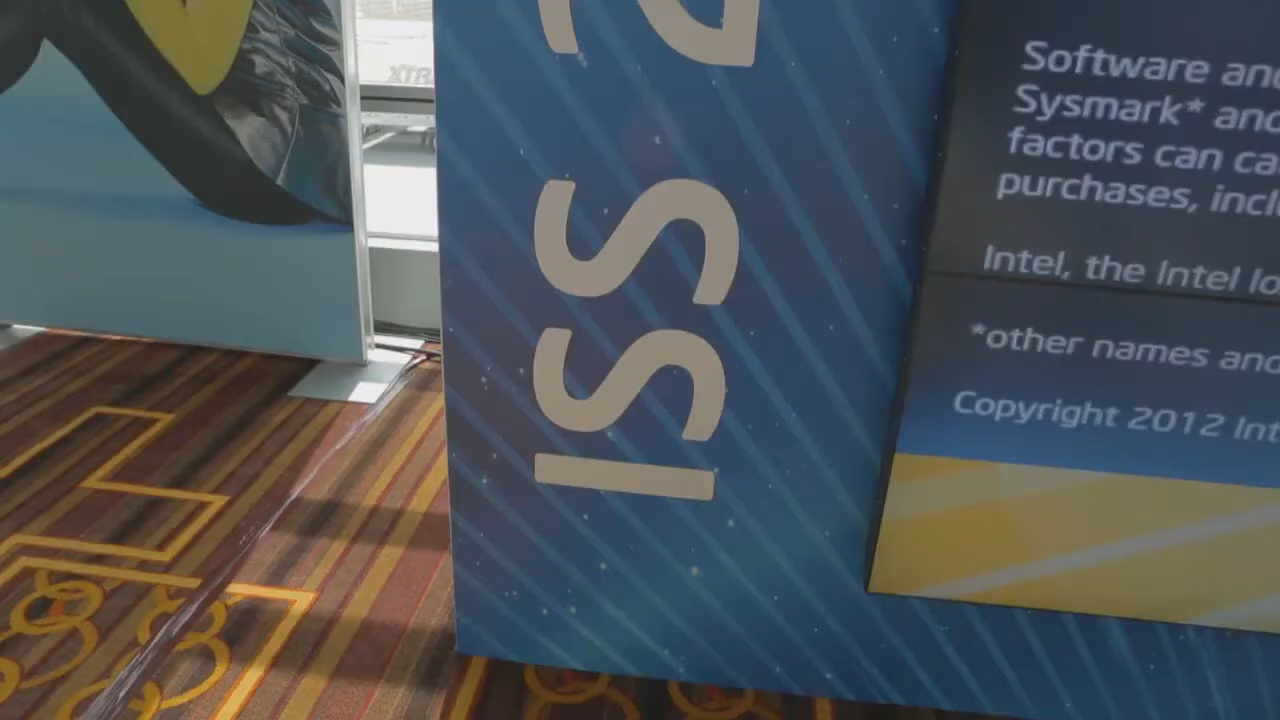 ISS
XTR
Software and
Sysmark* and
factors can ca
purchases, incl
Intel, the Intel lo
*other names and
Copyright 2012 Int